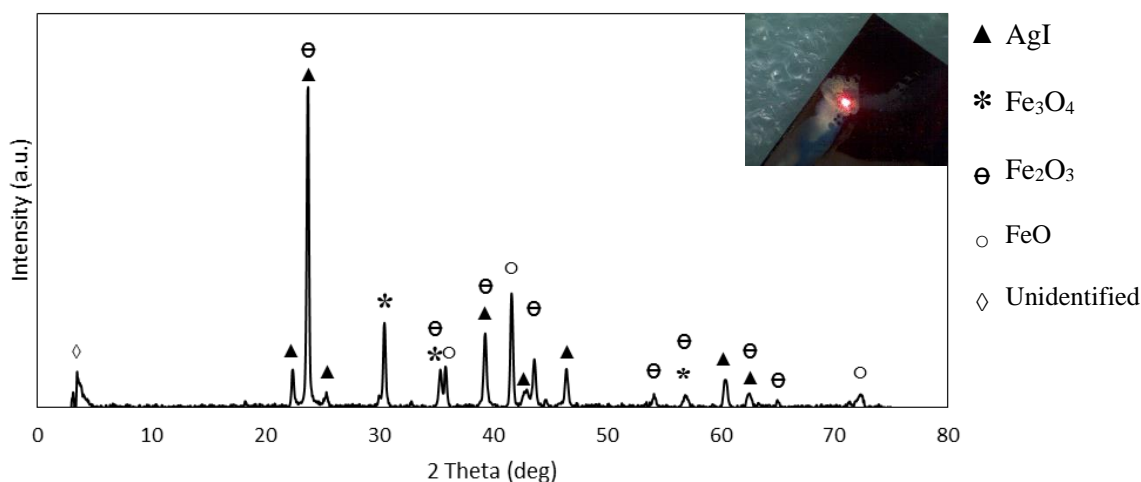 Intensity (a.u.)
0 10 20 30 40 50 60 70 80
2 Theta (deg)
▲ AgI
* Fe₃O₄
⊖ Fe₂O₃
○ FeO
◊ Unidentified